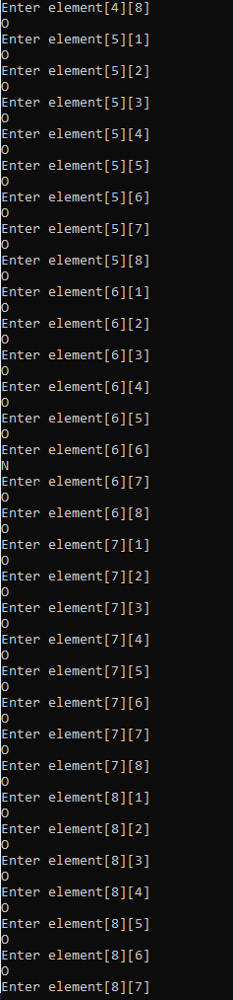 Enter element[4][8]
O
Enter element[5][1]
O
Enter element[5][2]
O
Enter element[5][3]
O
Enter element[5][4]
O
Enter element[5][5]
O
Enter element[5][6]
O
Enter element[5][7]
O
Enter element[5][8]
O
Enter element[6][1]
O
Enter element[6][2]
O
Enter element[6][3]
O
Enter element[6][4]
O
Enter element[6][5]
O
Enter element[6][6]
N
Enter element[6][7]
O
Enter element[6][8]
O
Enter element[7][1]
O
Enter element[7][2]
O
Enter element[7][3]
O
Enter element[7][4]
O
Enter element[7][5]
O
Enter element[7][6]
O
Enter element[7][7]
O
Enter element[7][8]
O
Enter element[8][1]
O
Enter element[8][2]
O
Enter element[8][3]
O
Enter element[8][4]
O
Enter element[8][5]
O
Enter element[8][6]
O
Enter element[8][7]